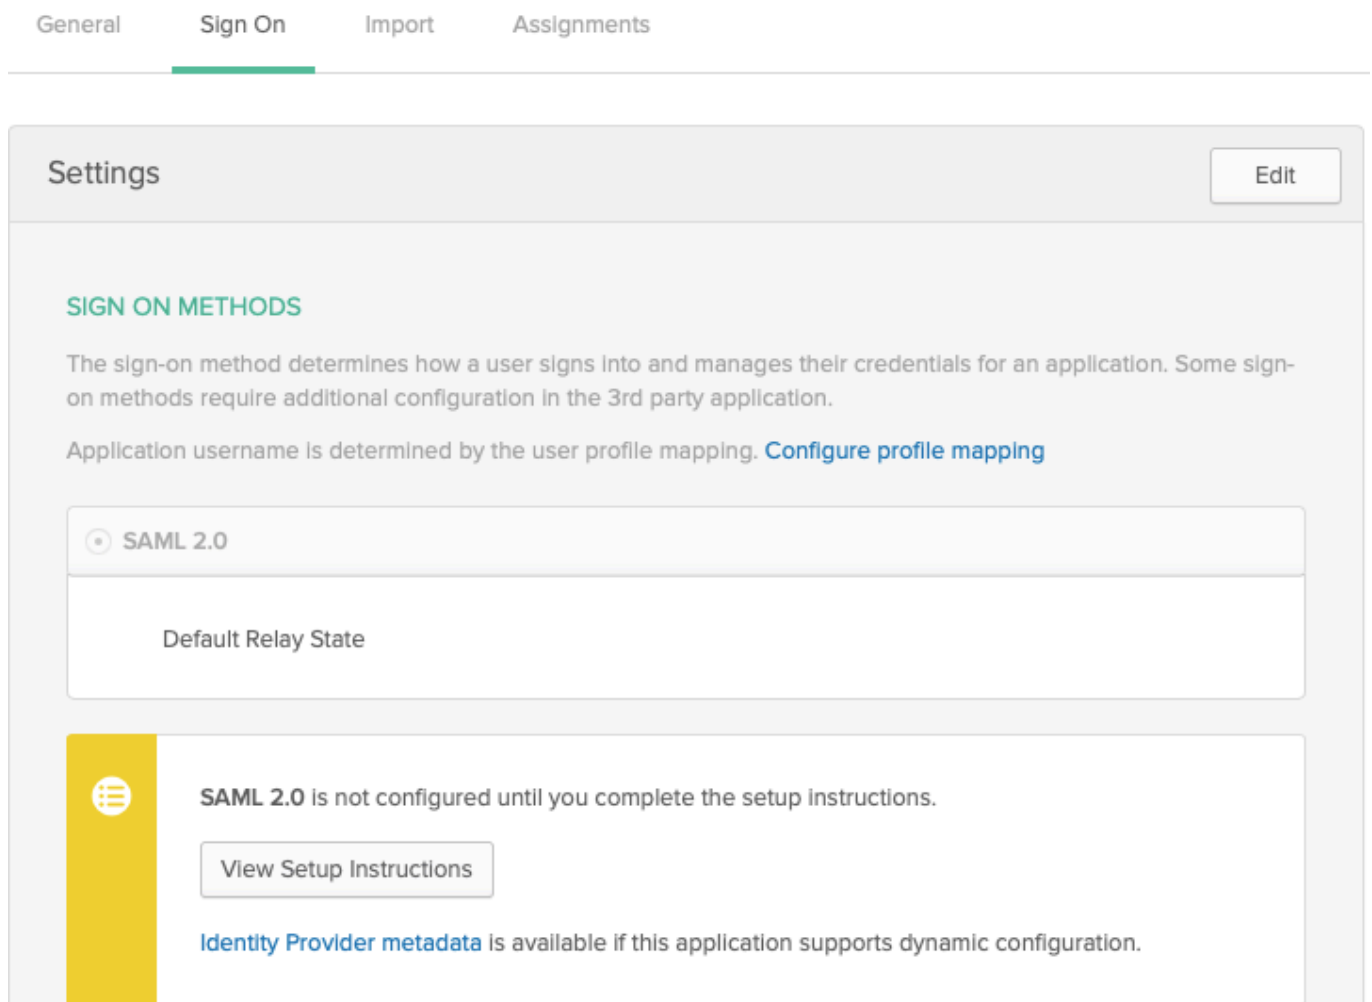 General Sign On Import Assignments
Settings
Edit
SIGN ON METHODS
The sign-on method determines how a user signs into and manages their credentials for an application. Some sign-
on methods require additional configuration in the 3rd party application.
Application username is determined by the user profile mapping. Configure profile mapping
SAML 2.0
Default Relay State
SAML 2.0 is not configured until you complete the setup instructions.
View Setup Instructions
Identity Provider metadata is available if this application supports dynamic configuration.